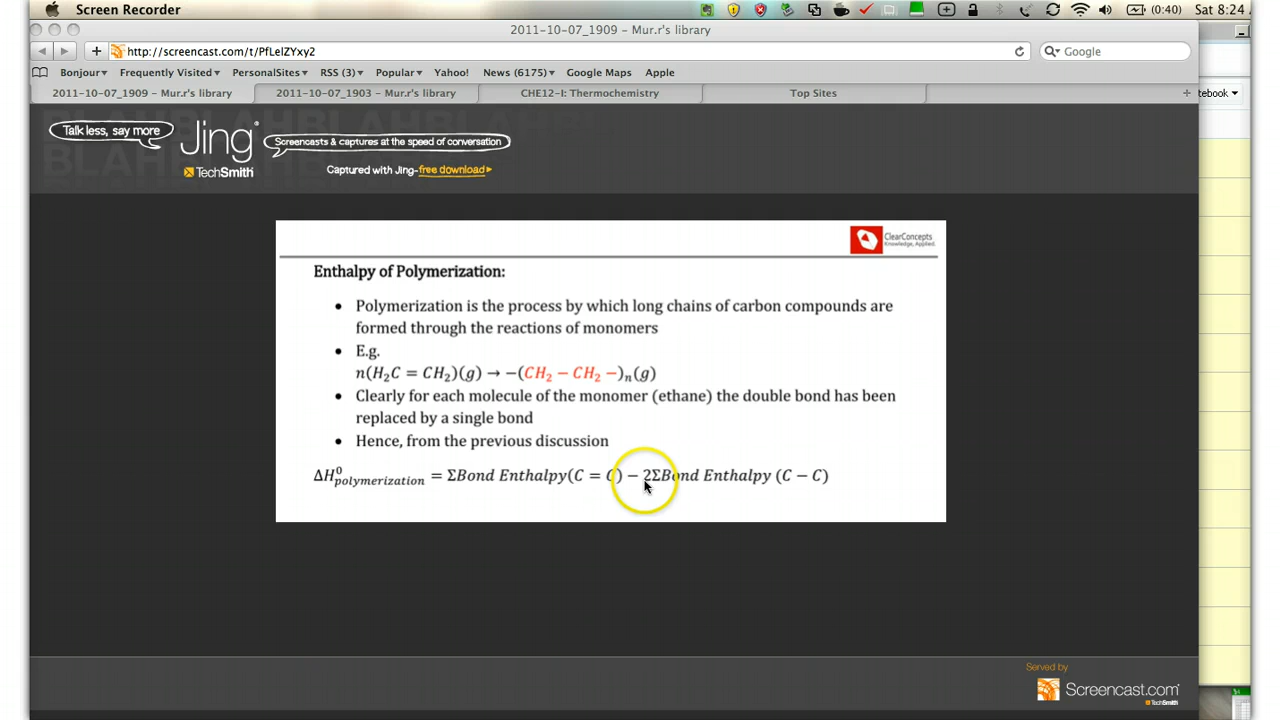 Screen Recorder
(0:40) Sat 8:24
2011-10-07_1909 - Mur.r's library
http://screencast.com/t/PfLelZYxy2
Google
Bonjour Frequently Visited PersonalSites RSS (3) Popular Yahoo! News (6175) Google Maps Apple
2011-10-07_1909 - Mur.r's library 2011-10-07_1903 - Mur.r's library CHE12-I: Thermochemistry Top Sites
tebook
Talk less, say more
Jing
Screencasts & captures at the speed of conversation
TechSmith
Captured with Jing-free download
ClearConcepts
Knowledge, Applied.
Enthalpy of Polymerization:
• Polymerization is the process by which long chains of carbon compounds are
formed through the reactions of monomers
• E.g.
n(H₂C = CH₂)(g) → −(CH₂ − CH₂ −)ₙ(g)
• Clearly for each molecule of the monomer (ethane) the double bond has been
replaced by a single bond
• Hence, from the previous discussion
ΔH⁰polymerization = ΣBond Enthalpy(C = C) − 2ΣBond Enthalpy (C − C)
Served by
Screencast.com
TechSmith